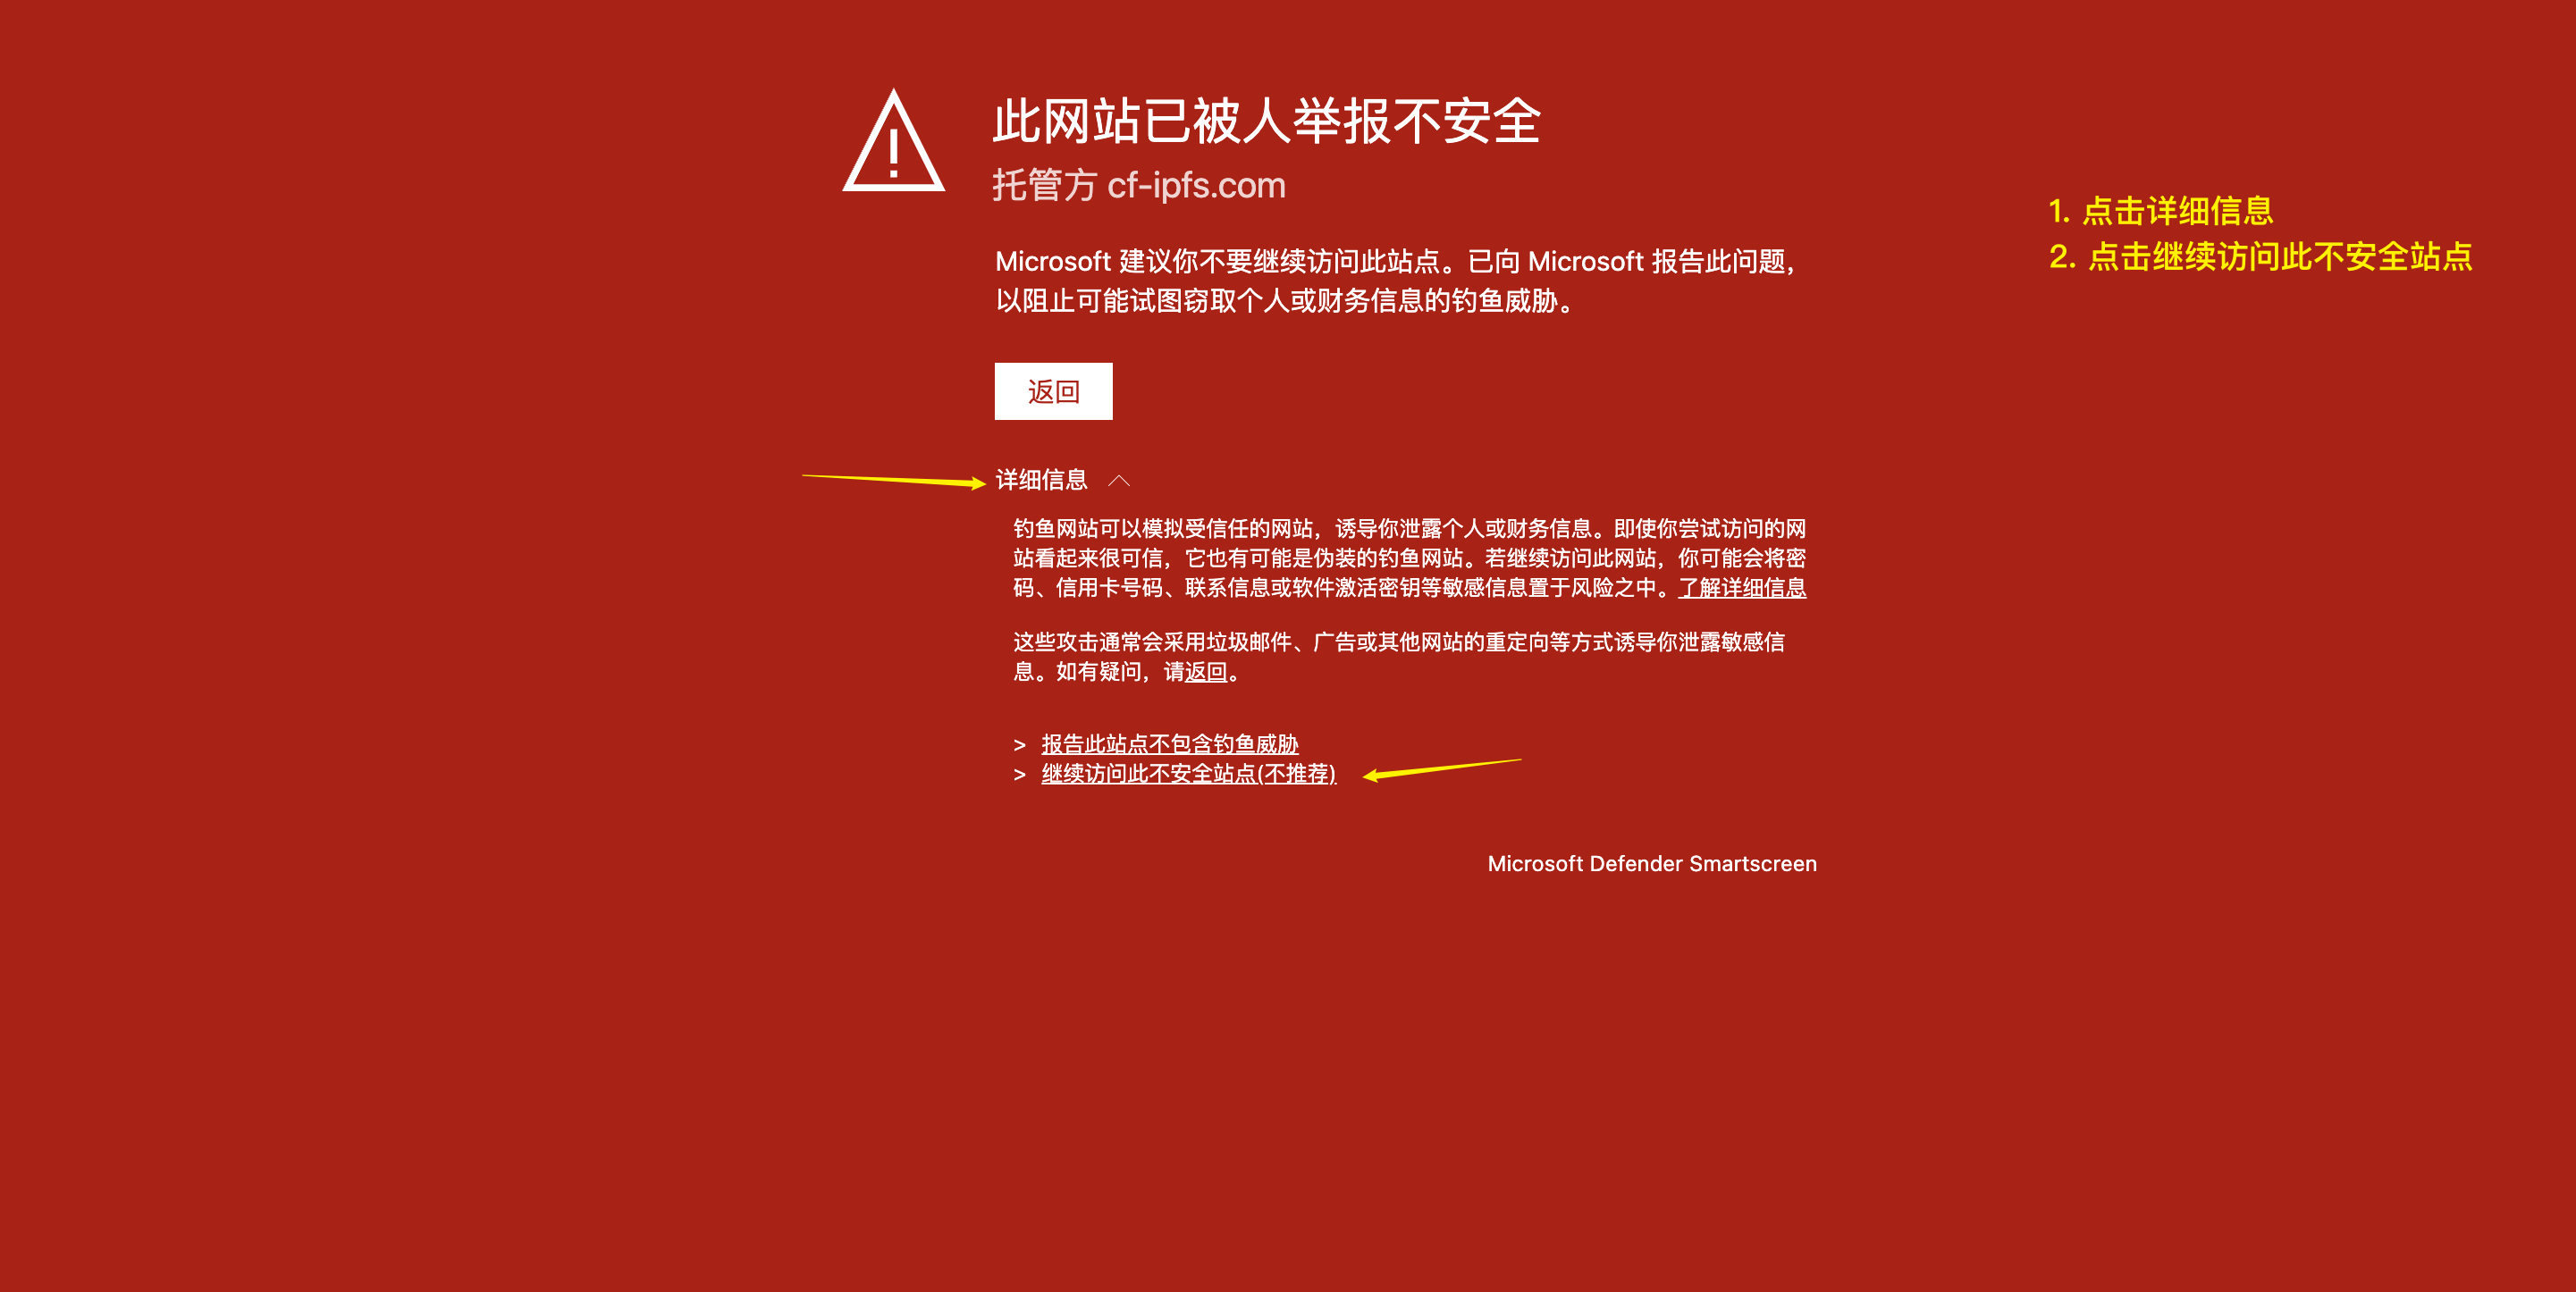 此网站已被人举报不安全
托管方 cf-ipfs.com
1. 点击详细信息
2. 点击继续访问此不安全站点
Microsoft 建议你不要继续访问此站点。已向 Microsoft 报告此问题，
以阻止可能试图窃取个人或财务信息的钓鱼威胁。
返回
详细信息
钓鱼网站可以模拟受信任的网站，诱导你泄露个人或财务信息。即使你尝试访问的网
站看起来很可信，它也有可能是伪装的钓鱼网站。若继续访问此网站，你可能会将密
码、信用卡号码、联系信息或软件激活密钥等敏感信息置于风险之中。了解详细信息
这些攻击通常会采用垃圾邮件、广告或其他网站的重定向等方式诱导你泄露敏感信
息。如有疑问，请返回。
> 报告此站点不包含钓鱼威胁
> 继续访问此不安全站点(不推荐)
Microsoft Defender Smartscreen